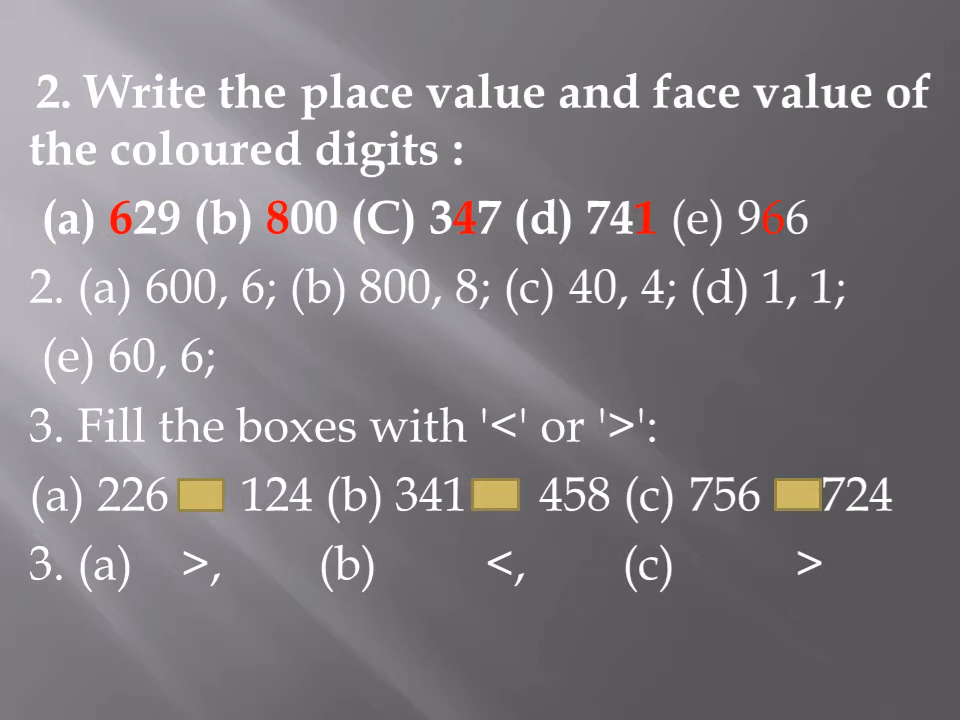 2. Write the place value and face value of
the coloured digits :
(a) 629 (b) 800 (C) 347 (d) 741 (e) 966
2. (a) 600, 6; (b) 800, 8; (c) 40, 4; (d) 1, 1;
(e) 60, 6;
3. Fill the boxes with '<' or '>':
(a) 226 124 (b) 341 458 (c) 756 724
3. (a) >, (b) <, (c) >